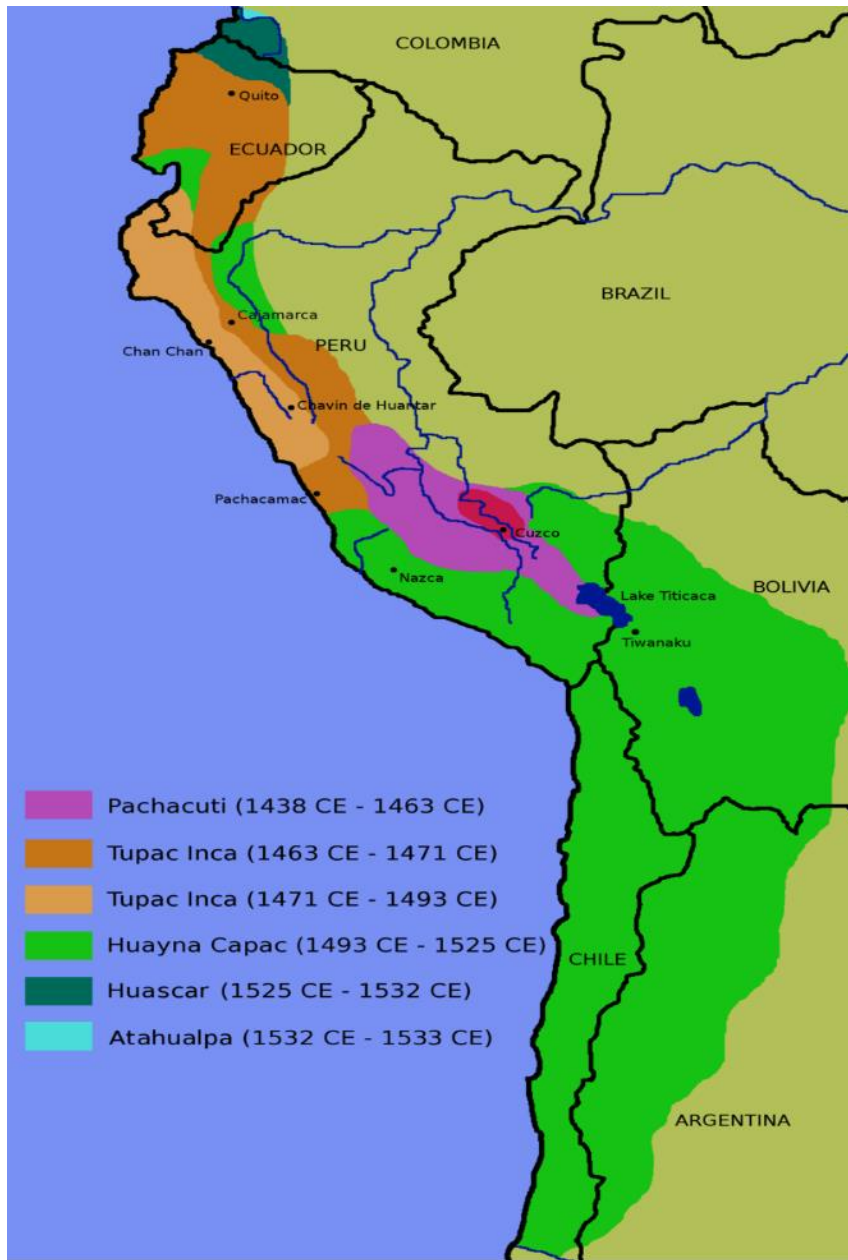 COLOMBIA
Quito
ECUADOR
BRAZIL
Cajamarca
PERU
Chan Chan
Chavin de Huantar
Pachacamac
Cuzco
Nazca
BOLIVIA
Lake Titicaca
Tiwanaku
Pachacuti (1438 CE - 1463 CE)
Tupac Inca (1463 CE - 1471 CE)
Tupac Inca (1471 CE - 1493 CE)
Huayna Capac (1493 CE - 1525 CE)
CHILE
Huascar (1525 CE - 1532 CE)
Atahualpa (1532 CE - 1533 CE)
ARGENTINA